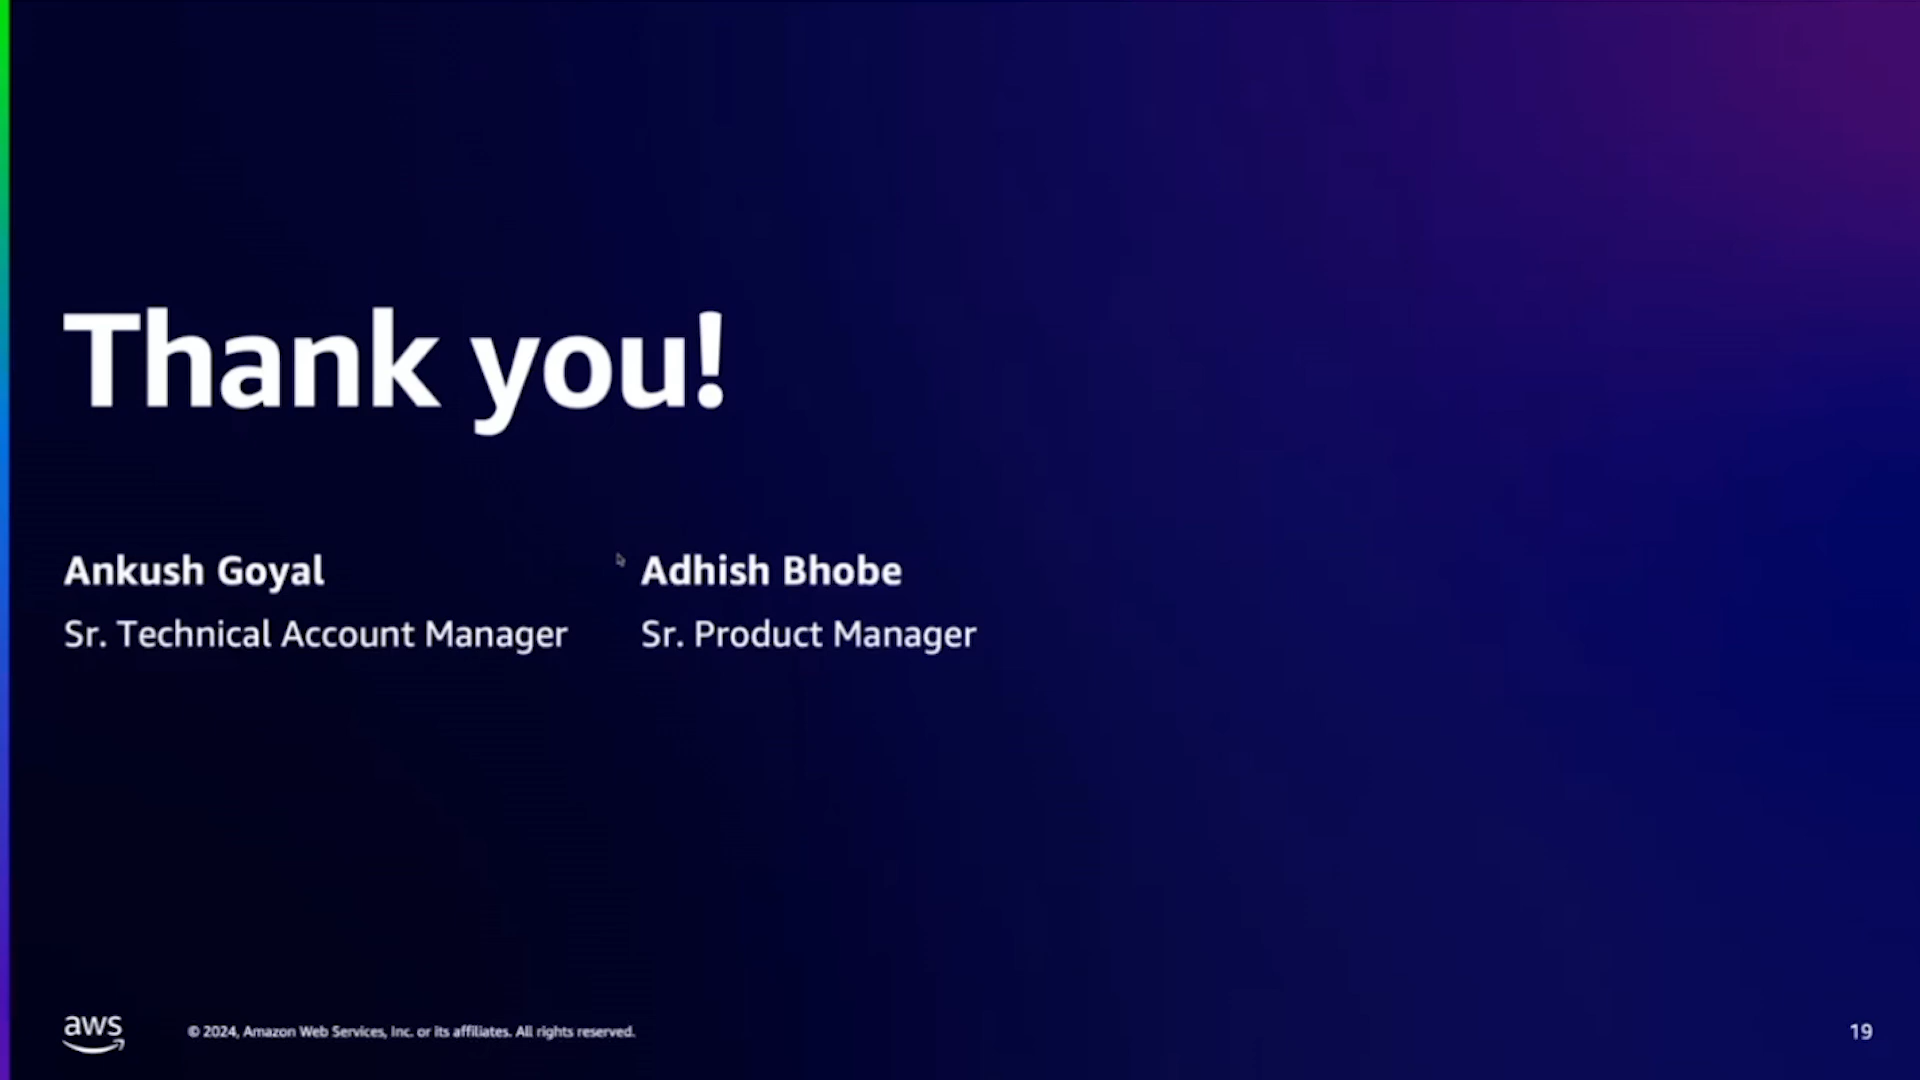 Thank you!
Ankush Goyal
Sr. Technical Account Manager
Adhish Bhobe
Sr. Product Manager
aws
© 2024, Amazon Web Services, Inc. or its affiliates. All rights reserved.
19